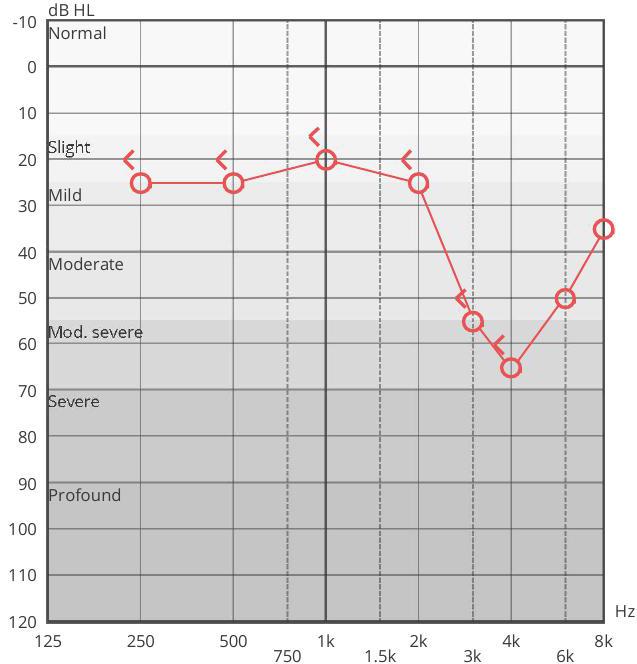 dB HL
-10
Normal
0
10
Slight
20
Mild
30
40
Moderate
50
Mod. severe
60
70
Severe
80
90
Profound
100
110
120
Hz
125 250 500 1k 2k 4k 8k
750 1.5k 3k 6k